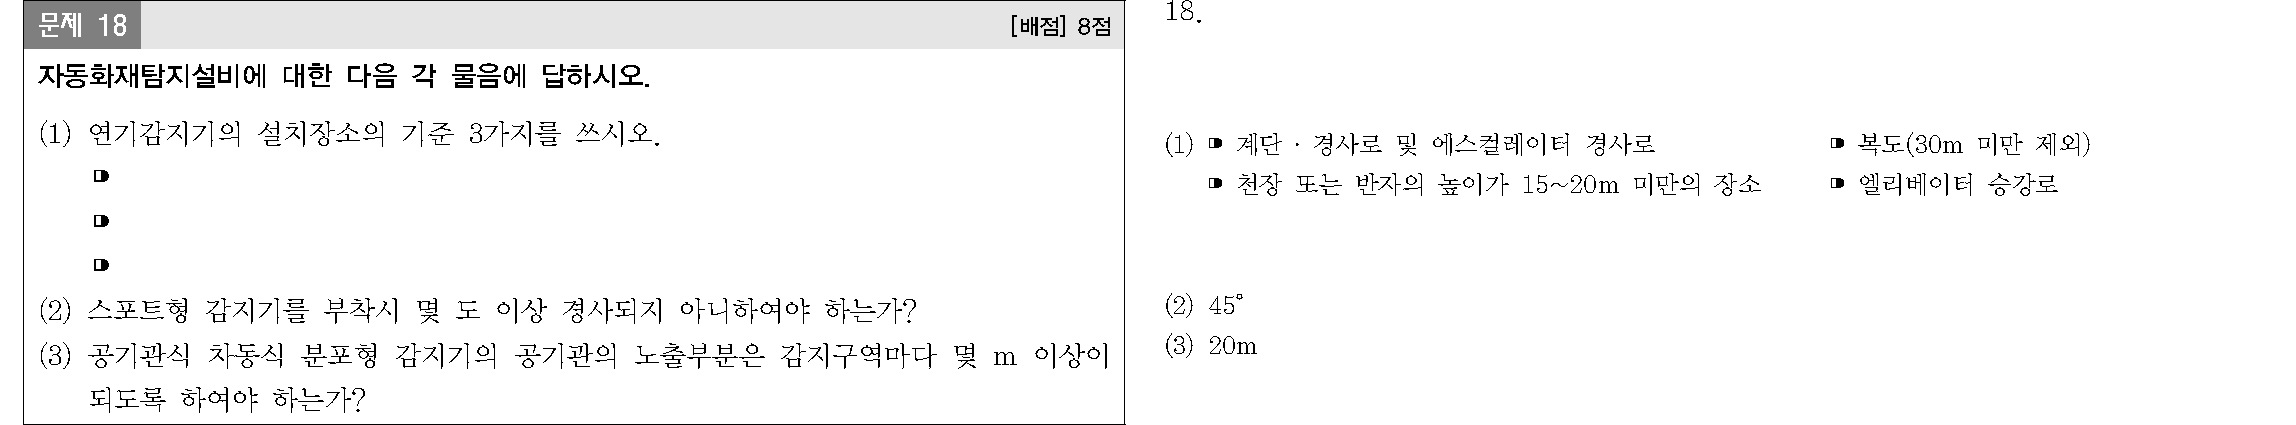 문제 18 [배점] 8점
자동화재탐지설비에 대한 다음 각 물음에 답하시오.
(1) 연기감지기의 설치장소의 기준 3가지를 쓰시오.
(2) 스포트형 감지기를 부착시 몇 도 이상 경사되지 아니하여야 하는가?
(3) 공기관식 차동식 분포형 감지기의 공기관의 노출부분은 감지구역마다 몇 m 이상이
되도록 하여야 하는가?
18.
(1) 계단 · 경사로 및 에스컬레이터 경사로 복도(30m 미만 제외)
천장 또는 반자의 높이가 15~20m 미만의 장소 엘리베이터 승강로
(2) 45°
(3) 20m